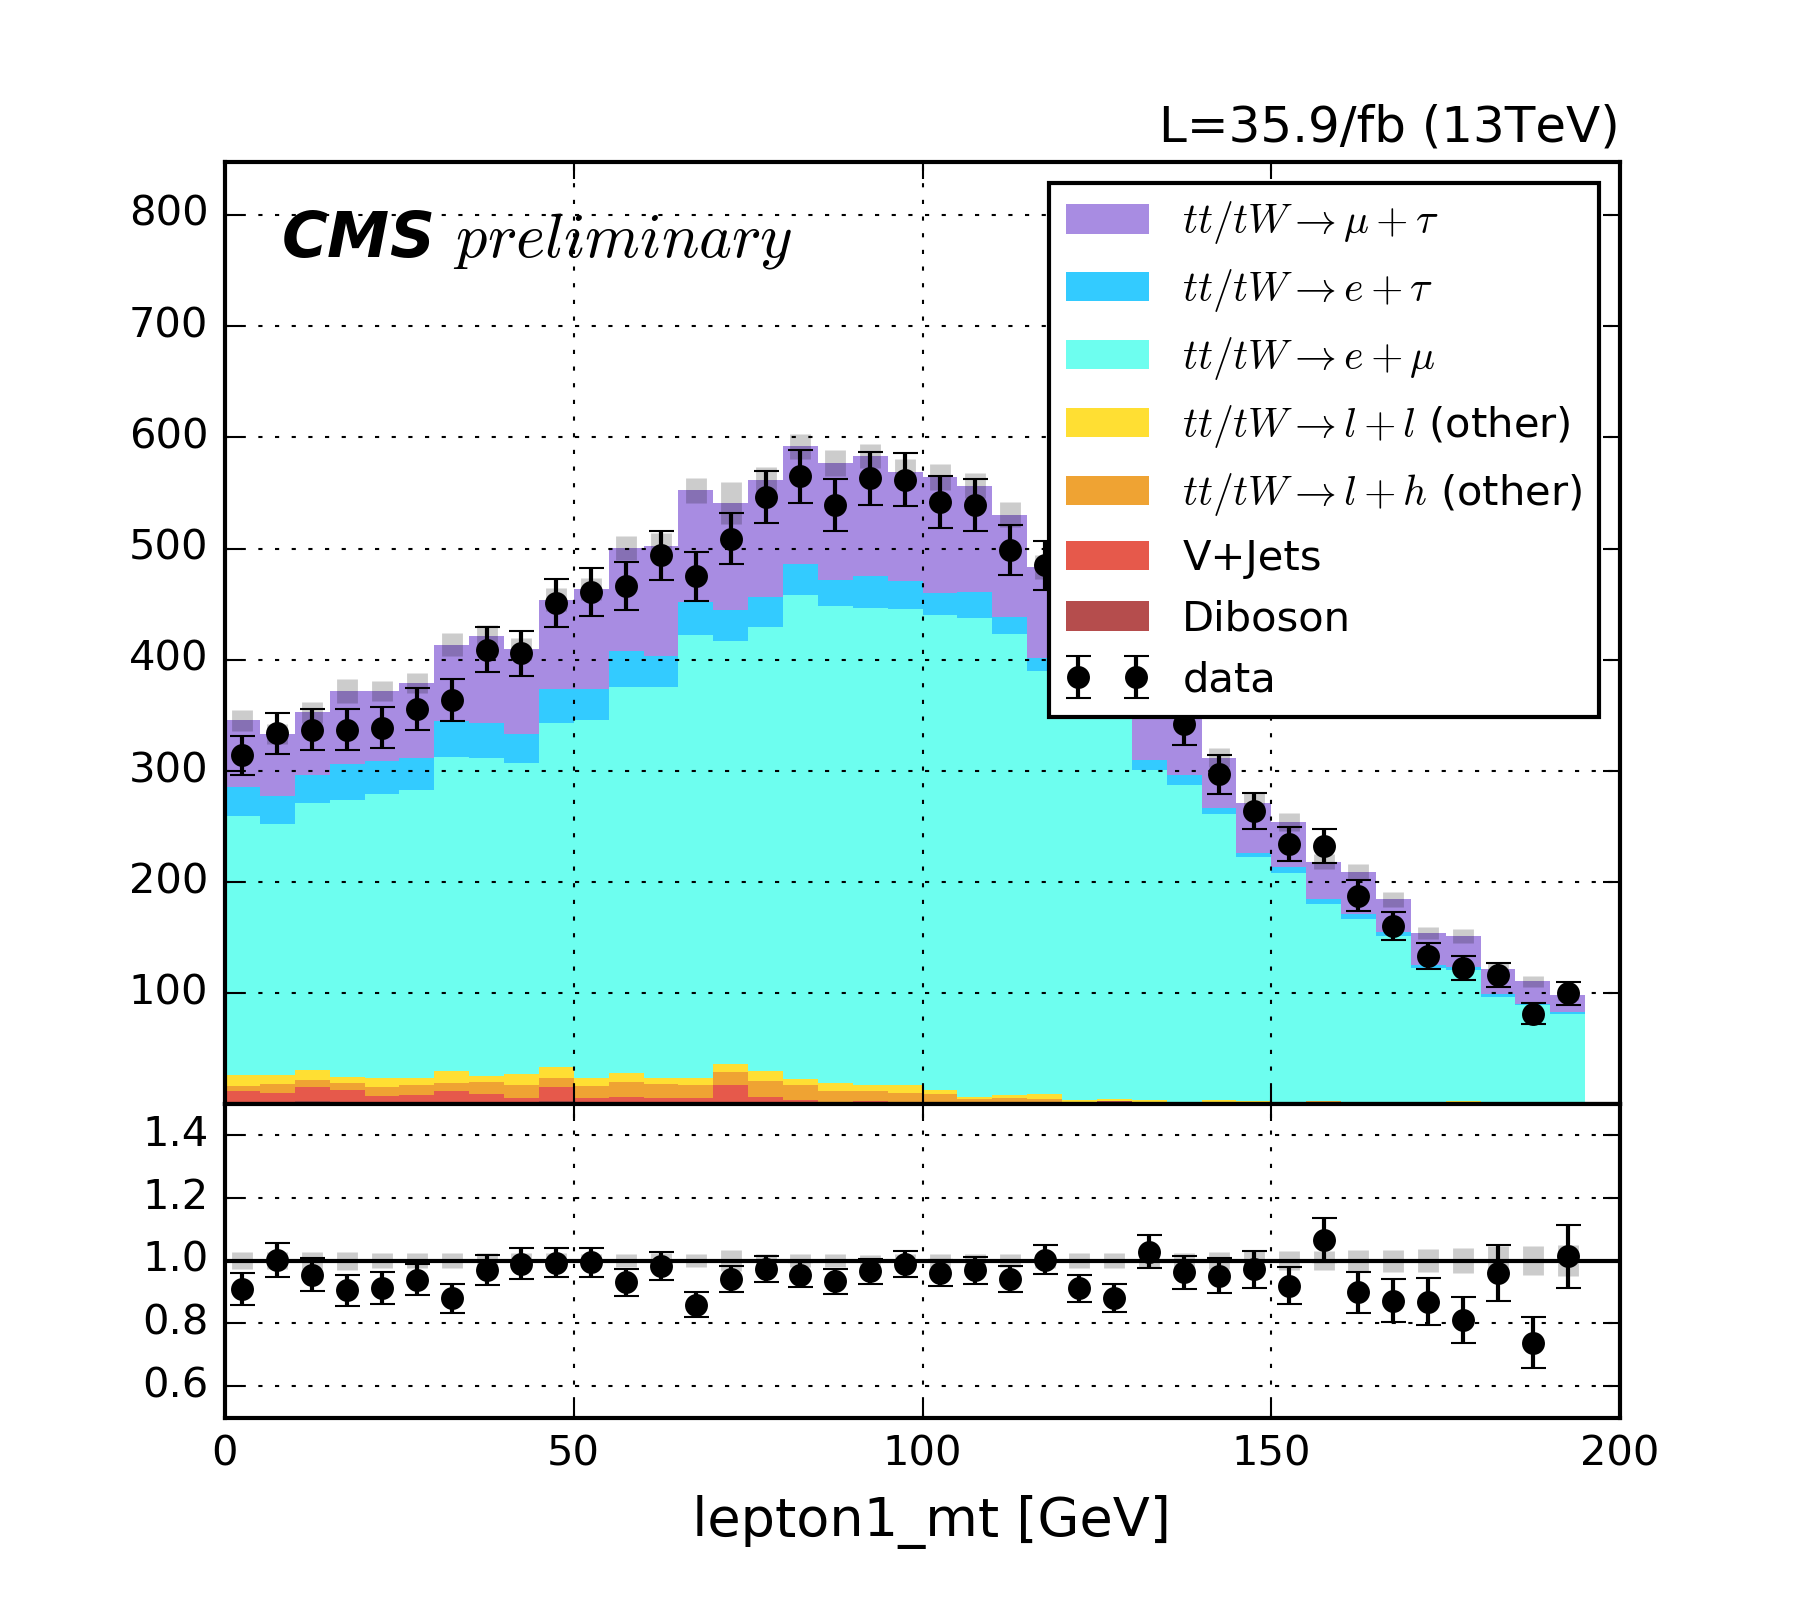 L=35.9/fb (13TeV)
CMS preliminary
800
700
600
500
400
300
200
100
tt/tW→μ+τ
tt/tW→e+τ
tt/tW→e+μ
tt/tW→l+l (other)
tt/tW→l+h (other)
V+Jets
Diboson
data
1.4
1.2
1.0
0.8
0.6
0 50 100 150 200
lepton1_mt [GeV]